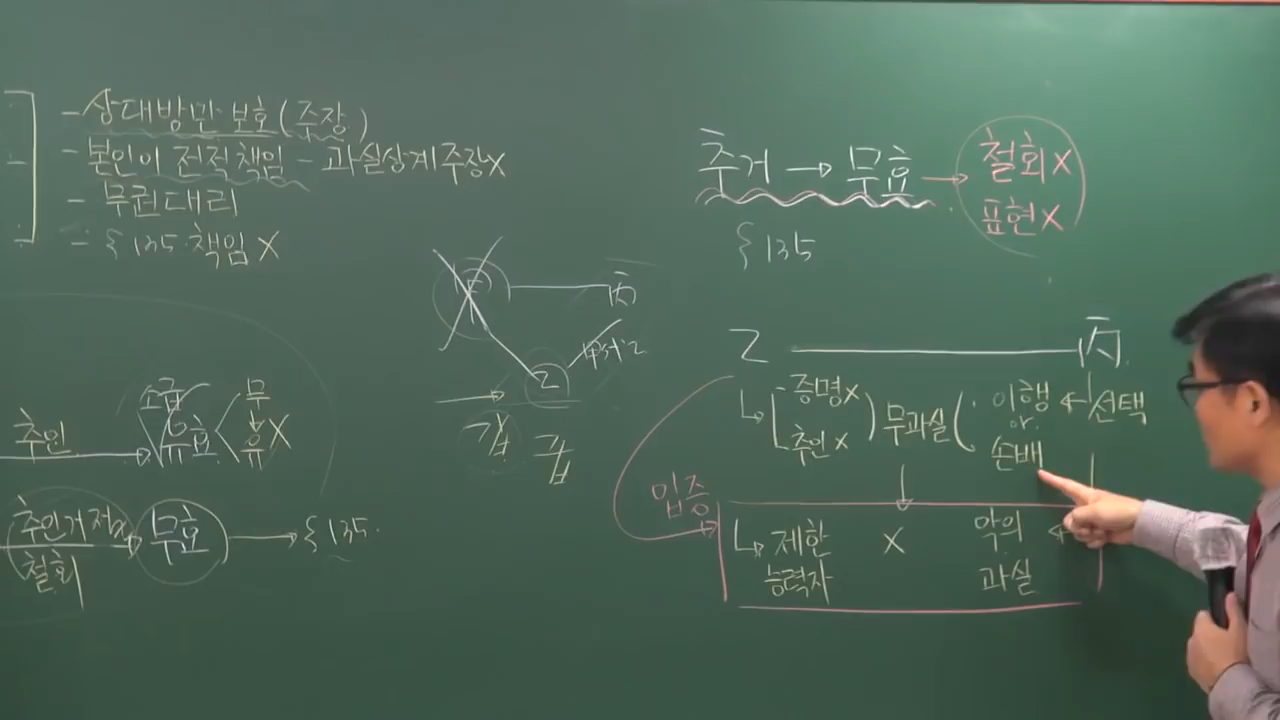 - 상대방만 보호 (주장)
- 본인이 전적책임 - 과실상계주장X
- 무권대리
- § 135 책임 X
추인
소급
유효
무
유 X
추인거절
철회
무효
§ 135.
丙
乙
추거 → 무효 → 철회X
표현X
§ 135
乙
丙
증명X
추인X
무과실
이행
or
손배
선택
입증
제한
능력자
X
악의
과실